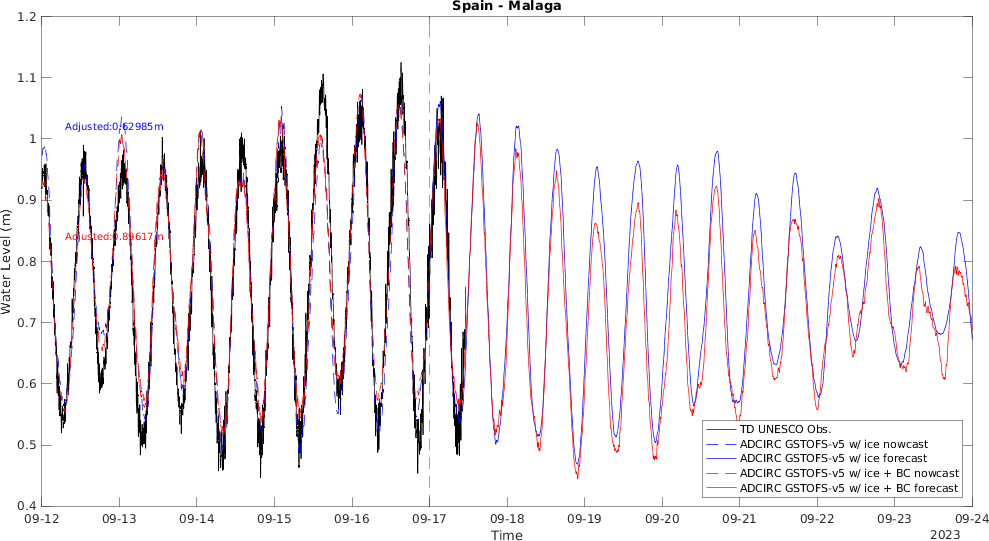 Spain - Malaga
Water Level (m)
1.2
1.1
1
0.9
0.8
0.7
0.6
0.5
0.4
Adjusted:0.62985m
Adjusted:0.89617m
TD UNESCO Obs.
ADCIRC GSTOFS-v5 w/ ice nowcast
ADCIRC GSTOFS-v5 w/ ice forecast
ADCIRC GSTOFS-v5 w/ ice + BC nowcast
ADCIRC GSTOFS-v5 w/ ice + BC forecast
09-12 09-13 09-14 09-15 09-16 09-17 09-18 09-19 09-20 09-21 09-22 09-23 09-24
Time
2023